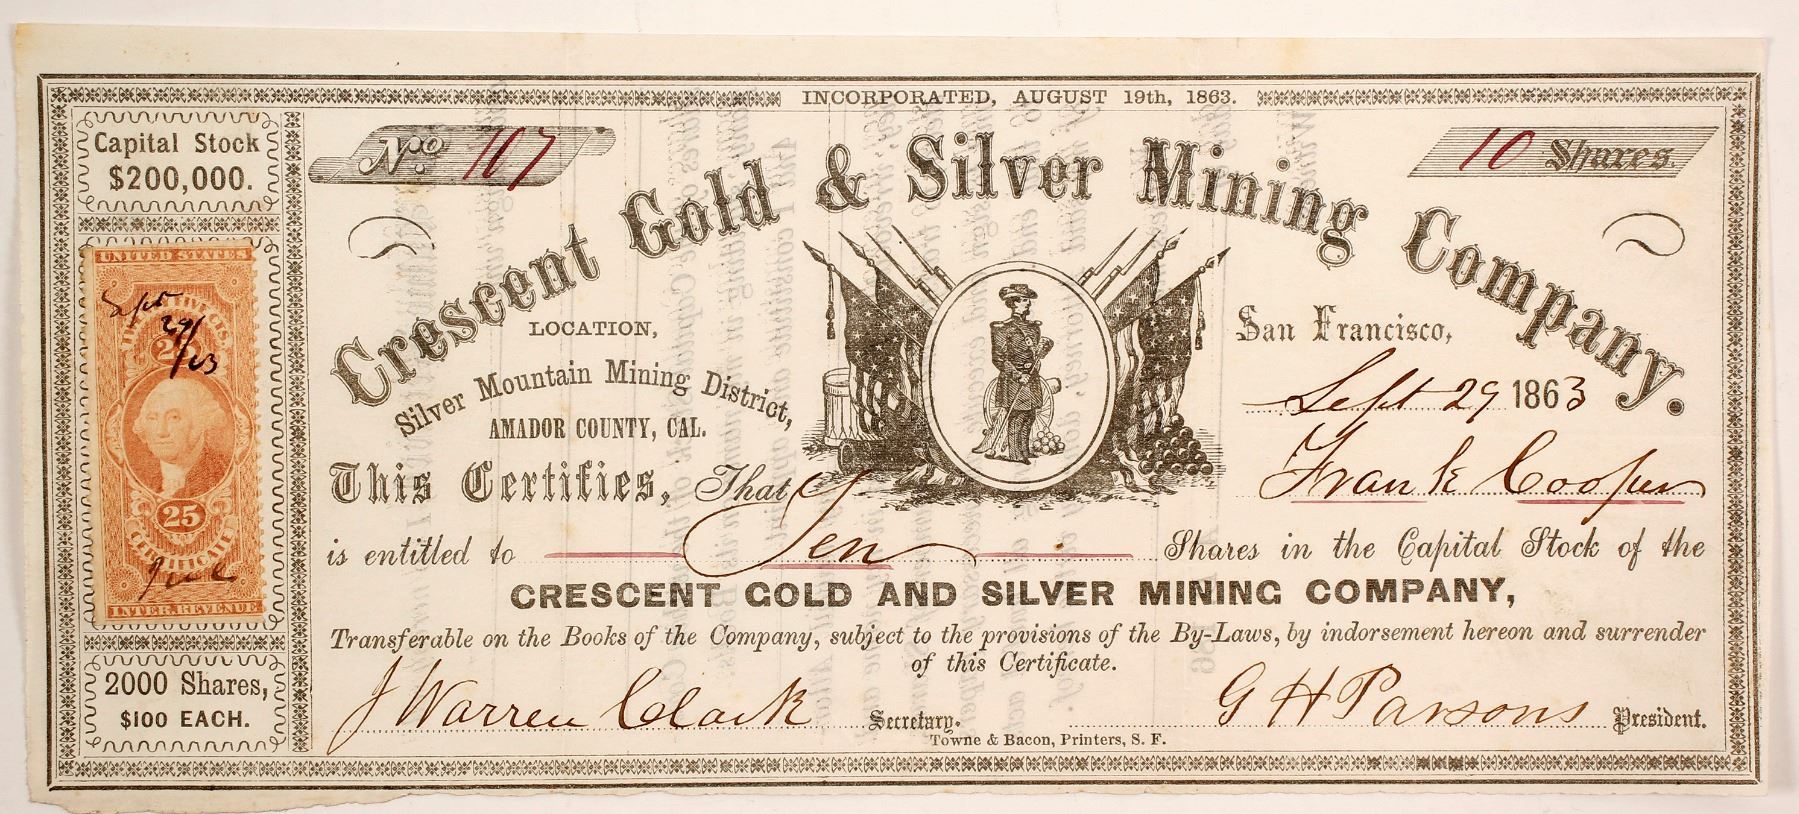 INCORPORATED, AUGUST 19th, 1863.
Capital Stock
$200,000.
No. 107
10 Shares.
Crescent Gold & Silver Mining Company.
LOCATION,
Silver Mountain Mining District,
AMADOR COUNTY, CAL.
San Francisco,
Sept 29 1863
This Certifies, That
Frank Cooper
is entitled to Ten Shares in the Capital Stock of the
CRESCENT GOLD AND SILVER MINING COMPANY,
Transferable on the Books of the Company, subject to the provisions of the By-Laws, by indorsement hereon and surrender
of this Certificate.
J Warren Clark Secretary.
G H Parsons President.
Towne & Bacon, Printers, S. F.
UNITED STATES
Sept
29/63
25
CERTIFICATE
INTER. REVENUE
2000 Shares,
$100 EACH.